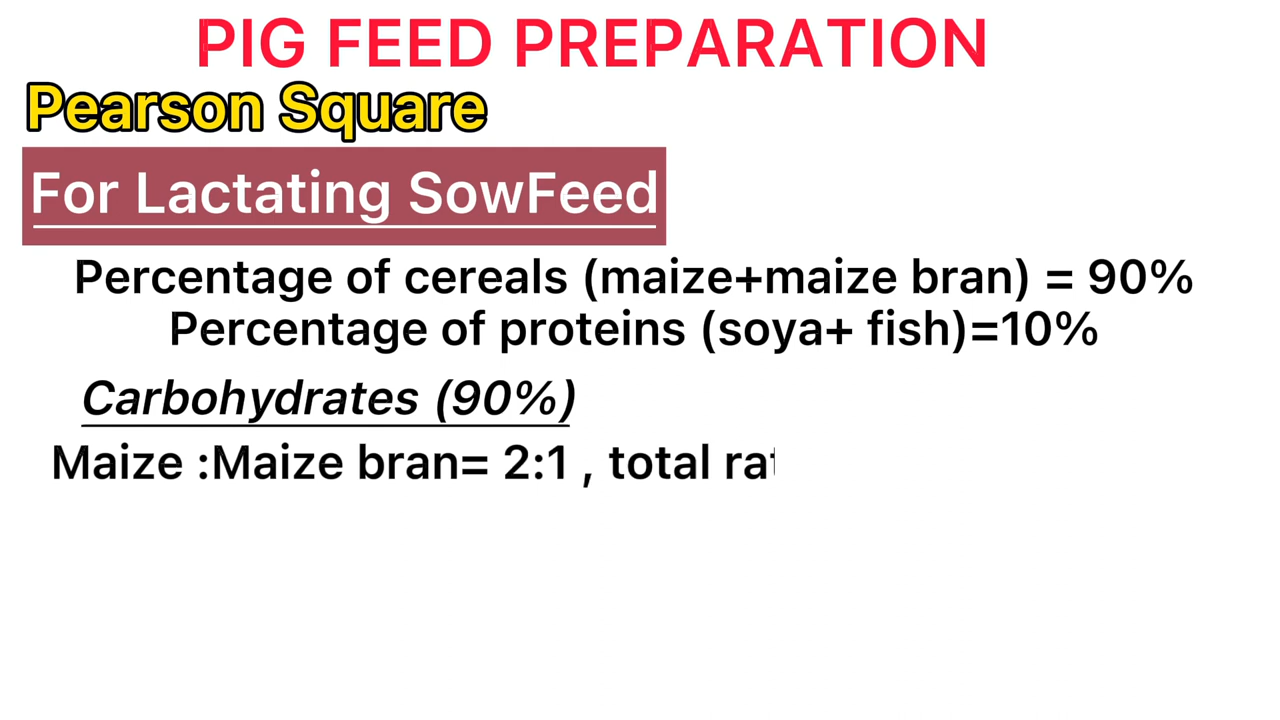 PIG FEED PREPARATION
Pearson Square
For Lactating SowFeed
Percentage of cereals (maize+maize bran) = 90%
Percentage of proteins (soya+ fish)=10%
Carbohydrates (90%)
Maize :Maize bran= 2:1 , total